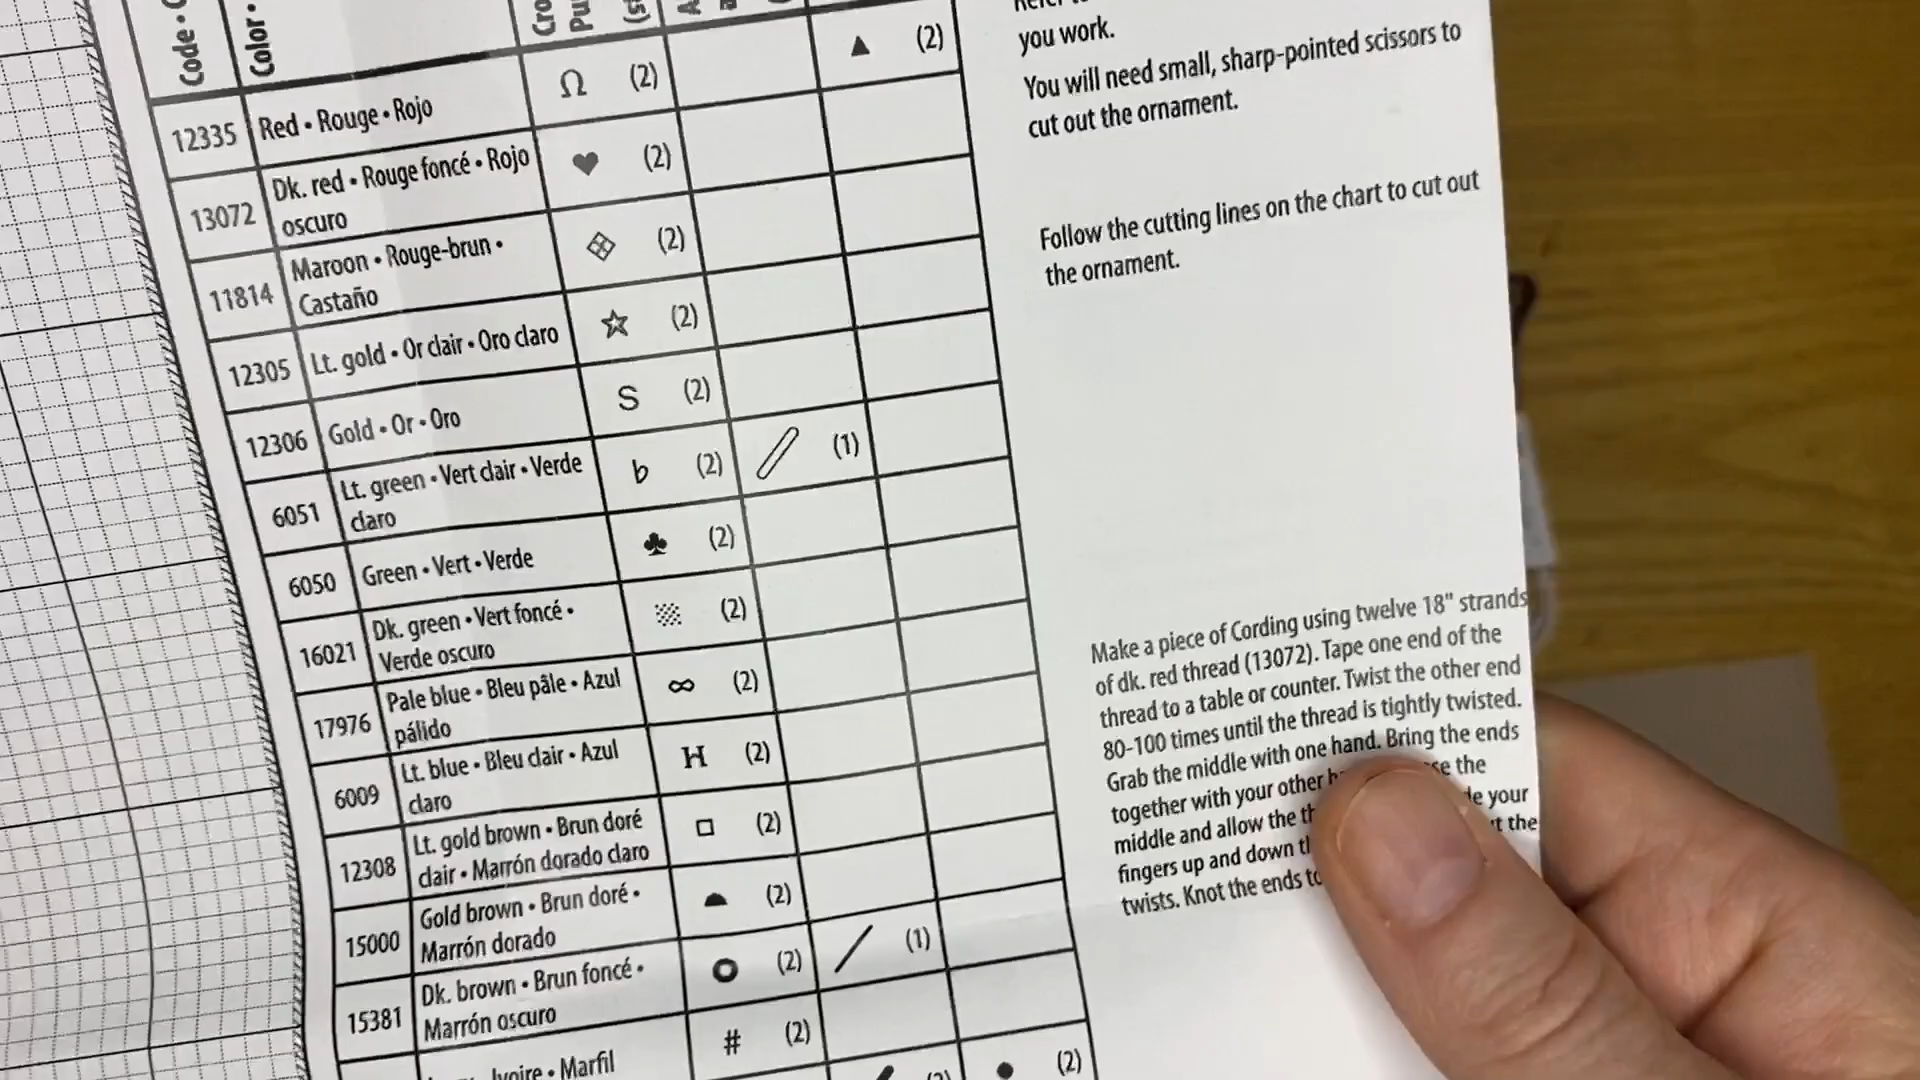 Code •
Color •
▲ (2)
12335 Red • Rouge • Rojo Ω (2)
13072 Dk. red • Rouge foncé • Rojo
oscuro ♥ (2)
11814 Maroon • Rouge-brun •
Castaño (2)
12305 Lt. gold • Or clair • Oro claro ☆ (2)
12306 Gold • Or • Oro S (2)
6051 Lt. green • Vert clair • Verde
claro b (2) (1)
6050 Green • Vert • Verde ♣ (2)
16021 Dk. green • Vert foncé •
Verde oscuro (2)
17976 Pale blue • Bleu pâle • Azul
pálido ∞ (2)
6009 Lt. blue • Bleu clair • Azul
claro H (2)
12308 Lt. gold brown • Brun doré
clair • Marrón dorado claro □ (2)
15000 Gold brown • Brun doré •
Marrón dorado (2)
15381 Dk. brown • Brun foncé •
Marrón oscuro (2) / (1)
Ivoire • Marfil # (2)
(2) ● (2)
you work.
You will need small, sharp-pointed scissors to
cut out the ornament.
Follow the cutting lines on the chart to cut out
the ornament.
Make a piece of Cording using twelve 18" strands
of dk. red thread (13072). Tape one end of the
thread to a table or counter. Twist the other end
80-100 times until the thread is tightly twisted.
Grab the middle with one hand. Bring the ends
together with your other the
middle and allow the your
fingers up and down the
twists. Knot the ends